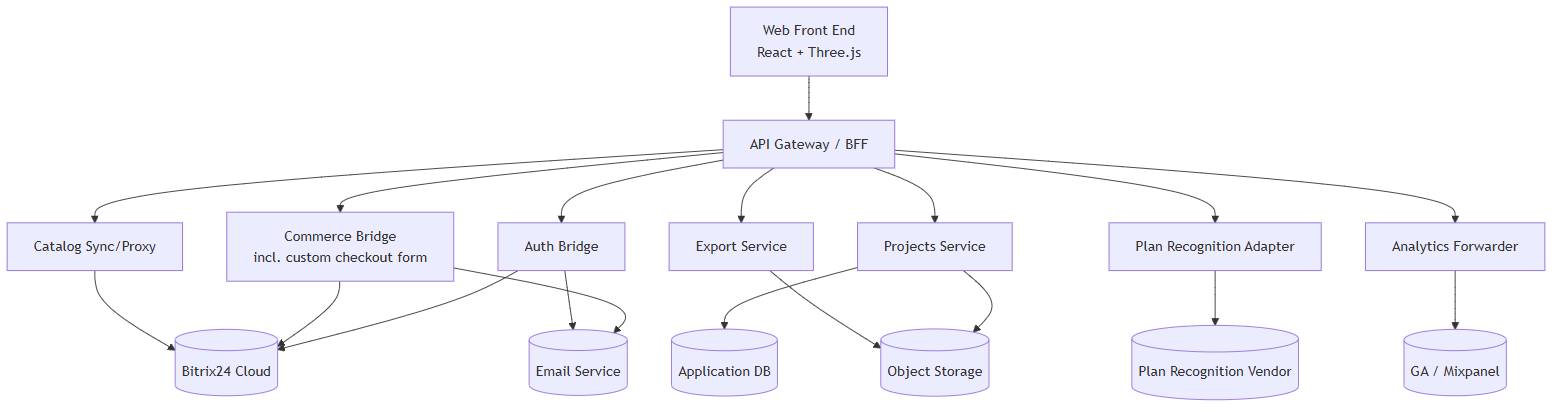 Web Front End
React + Three.js
API Gateway / BFF
Catalog Sync/Proxy
Commerce Bridge
incl. custom checkout form
Auth Bridge
Export Service
Projects Service
Plan Recognition Adapter
Analytics Forwarder
Bitrix24 Cloud
Email Service
Application DB
Object Storage
Plan Recognition Vendor
GA / Mixpanel